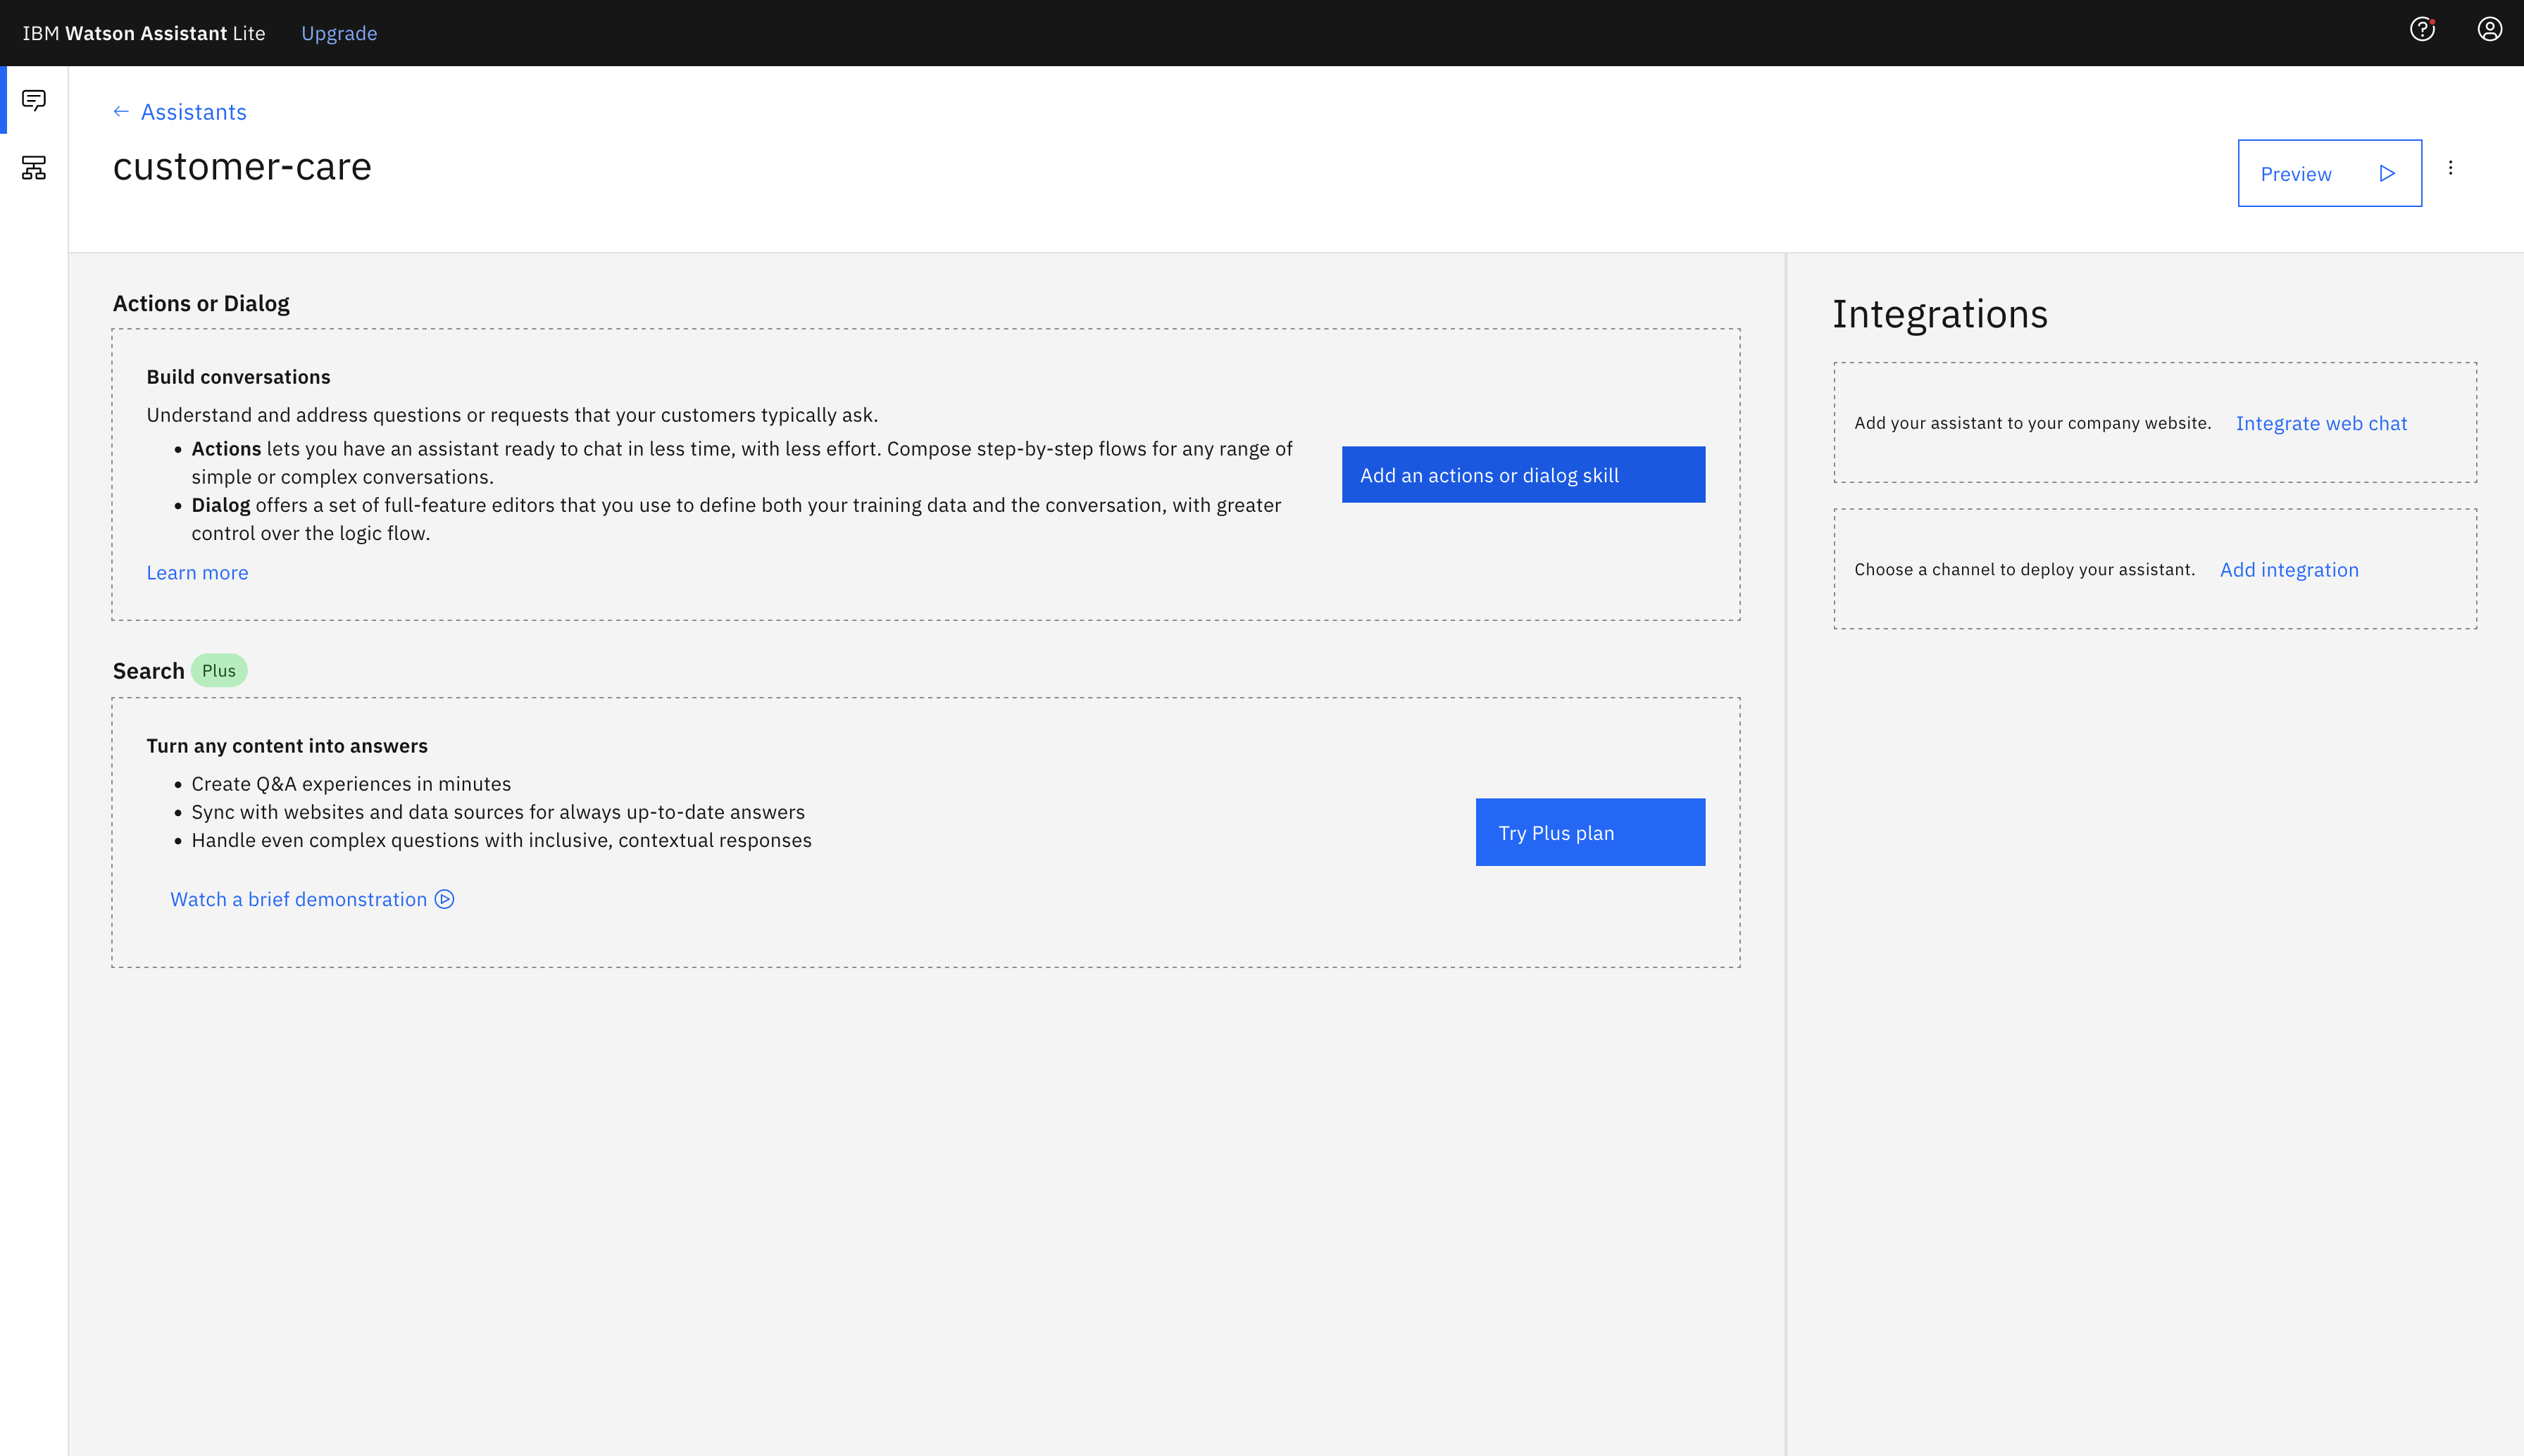 IBM Watson Assistant Lite Upgrade
Assistants
customer-care
Preview
Actions or Dialog
Build conversations
Understand and address questions or requests that your customers typically ask.
Actions lets you have an assistant ready to chat in less time, with less effort. Compose step-by-step flows for any range of
simple or complex conversations.
Dialog offers a set of full-feature editors that you use to define both your training data and the conversation, with greater
control over the logic flow.
Learn more
Add an actions or dialog skill
Search Plus
Turn any content into answers
Create Q&A experiences in minutes
Sync with websites and data sources for always up-to-date answers
Handle even complex questions with inclusive, contextual responses
Watch a brief demonstration
Try Plus plan
Integrations
Add your assistant to your company website. Integrate web chat
Choose a channel to deploy your assistant. Add integration